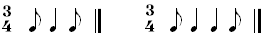 3
4 ♪ ♩ ♪ 𝄁 3
4 ♪ ♩ ♩ ♪ 𝄁